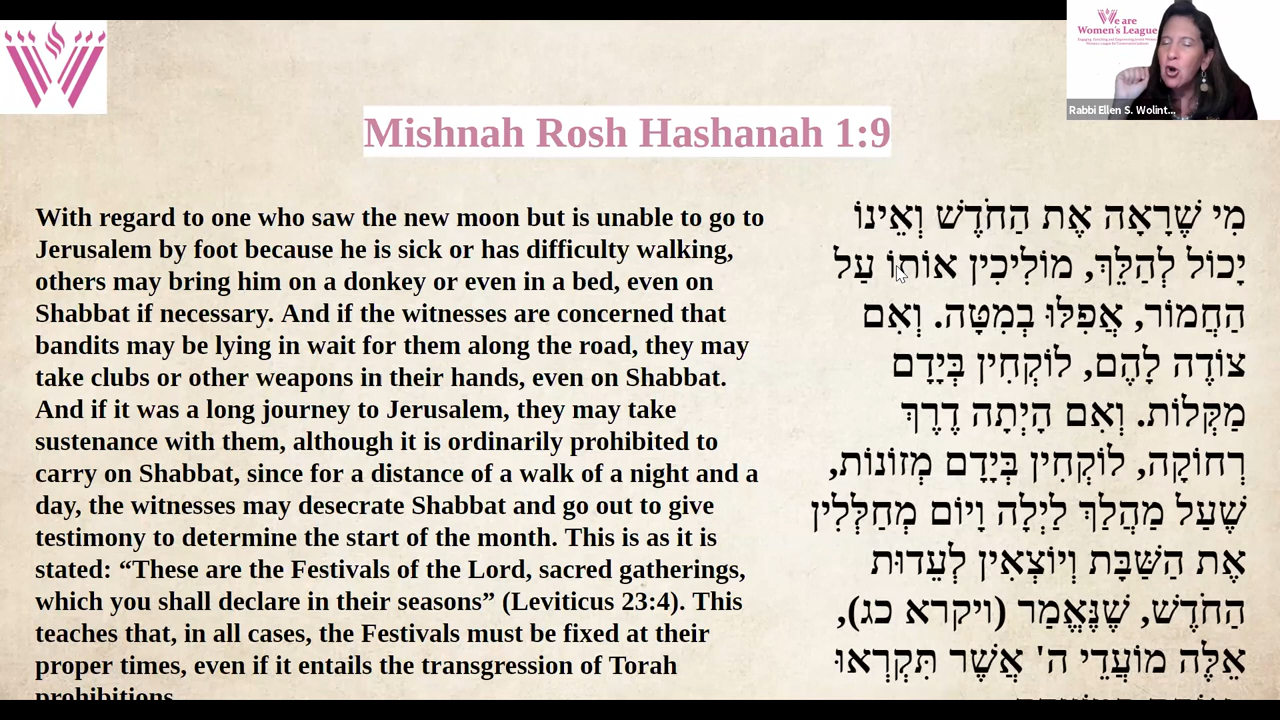 We are
Women's League
Rabbi Ellen S. Wolint...
Mishnah Rosh Hashanah 1:9
With regard to one who saw the new moon but is unable to go to
Jerusalem by foot because he is sick or has difficulty walking,
others may bring him on a donkey or even in a bed, even on
Shabbat if necessary. And if the witnesses are concerned that
bandits may be lying in wait for them along the road, they may
take clubs or other weapons in their hands, even on Shabbat.
And if it was a long journey to Jerusalem, they may take
sustenance with them, although it is ordinarily prohibited to
carry on Shabbat, since for a distance of a walk of a night and a
day, the witnesses may desecrate Shabbat and go out to give
testimony to determine the start of the month. This is as it is
stated: “These are the Festivals of the Lord, sacred gatherings,
which you shall declare in their seasons” (Leviticus 23:4). This
teaches that, in all cases, the Festivals must be fixed at their
proper times, even if it entails the transgression of Torah
prohibitions
מִי שֶׁרָאָה אֶת הַחֹדֶשׁ וְאֵינוֹ
יָכוֹל לְהַלֵּךְ, מוֹלִיכִין אוֹתוֹ עַל
הַחֲמוֹר, אֲפִלּוּ בְמִטָּה. וְאִם
צוֹדֶה לָהֶם, לוֹקְחִין בְּיָדָם
מַקְלוֹת. וְאִם הָיְתָה דֶרֶךְ
רְחוֹקָה, לוֹקְחִין בְּיָדָם מְזוֹנוֹת,
שֶׁעַל מַהֲלַךְ לַיְלָה וָיוֹם מְחַלְּלִין
אֶת הַשַּׁבָּת וְיוֹצְאִין לְעֵדוּת
הַחֹדֶשׁ, שֶׁנֶּאֱמַר (ויקרא כג),
אֵלֶּה מוֹעֲדֵי ה' אֲשֶׁר תִּקְרְאוּ